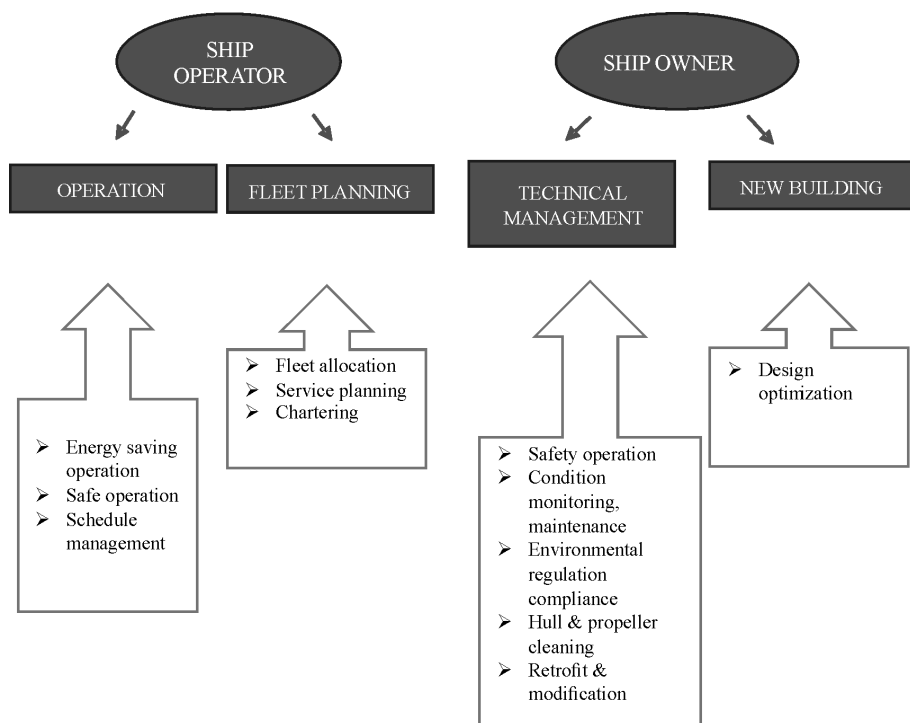 SHIP
OPERATOR
SHIP OWNER
OPERATION
FLEET PLANNING
TECHNICAL
MANAGEMENT
NEW BUILDING
➢ Energy saving
operation
➢ Safe operation
➢ Schedule
management
➢ Fleet allocation
➢ Service planning
➢ Chartering
➢ Safety operation
➢ Condition
monitoring,
maintenance
➢ Environmental
regulation
compliance
➢ Hull & propeller
cleaning
➢ Retrofit &
modification
➢ Design
optimization